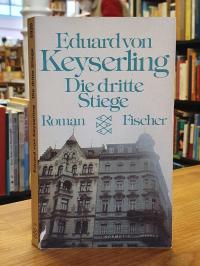 Eduard von
Keyserling
Die dritte
Stiege
Roman Fischer